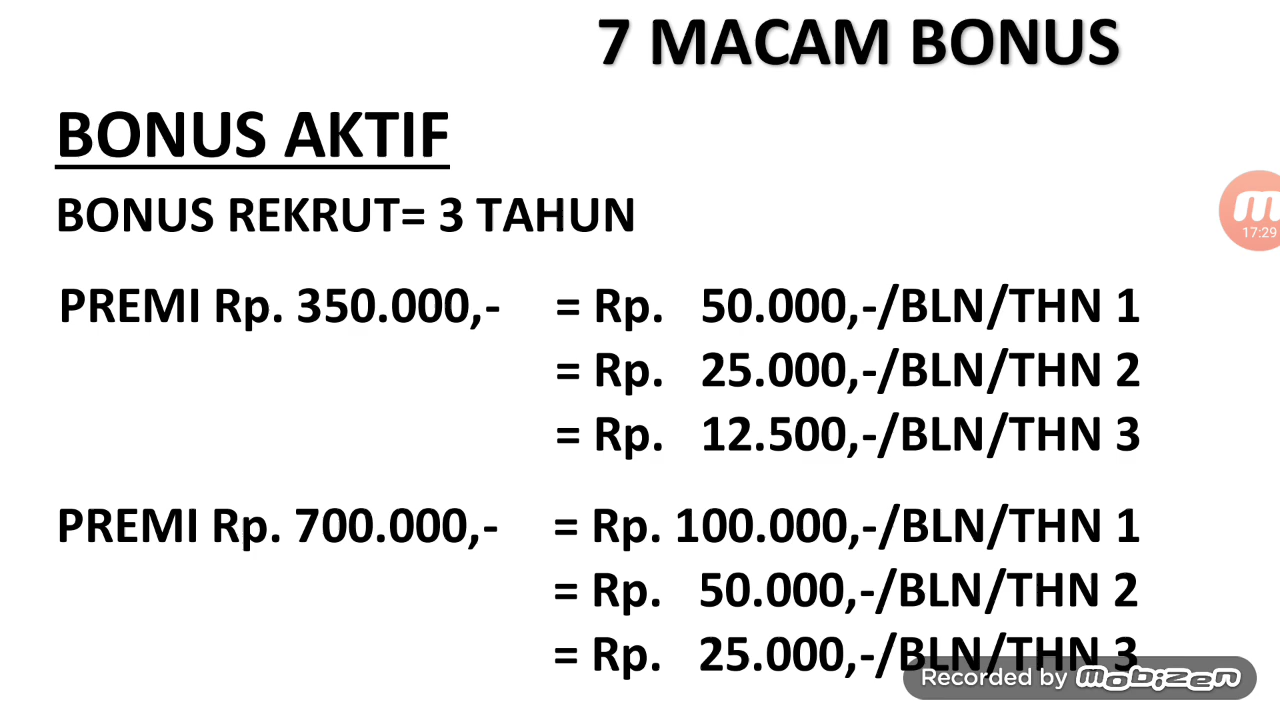 7 MACAM BONUS
BONUS AKTIF
BONUS REKRUT= 3 TAHUN
17:29
PREMI Rp. 350.000,- = Rp. 50.000,-/BLN/THN 1
= Rp. 25.000,-/BLN/THN 2
= Rp. 12.500,-/BLN/THN 3
PREMI Rp. 700.000,- = Rp. 100.000,-/BLN/THN 1
= Rp. 50.000,-/BLN/THN 2
= Rp. 25.000,-/BLN/THN 3
Recorded by mobizen